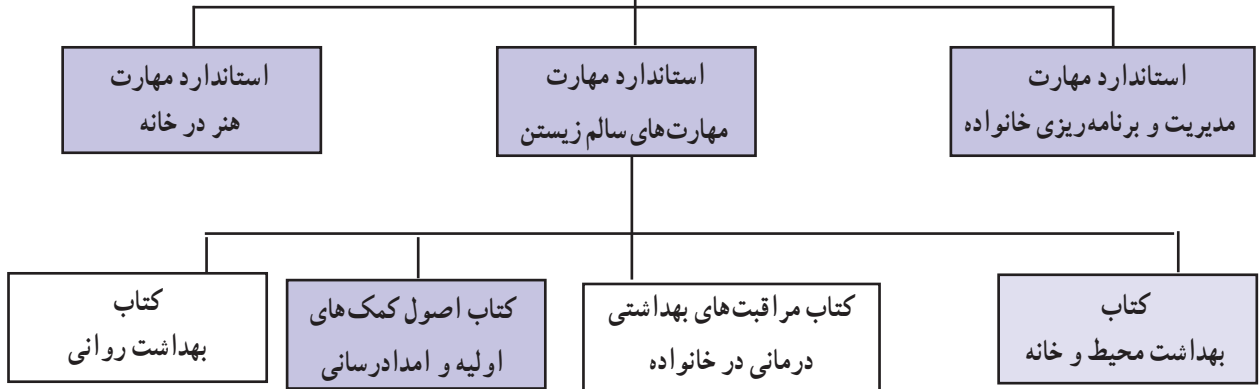 استاندارد مهارت
مدیریت و برنامه‌ریزی خانواده
استاندارد مهارت
مهارت‌های سالم زیستن
استاندارد مهارت
هنر در خانه
کتاب
بهداشت محیط و خانه
کتاب مراقبت‌های بهداشتی
درمانی در خانواده
کتاب اصول کمک‌های
اولیه و امدادرسانی
کتاب
بهداشت روانی